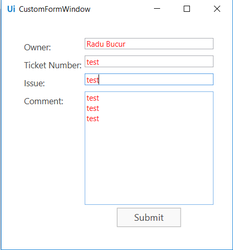 Ui CustomFormWindow
Owner: Radu Bucur
Ticket Number: test
Issue: test
Comment: test
test
test
Submit